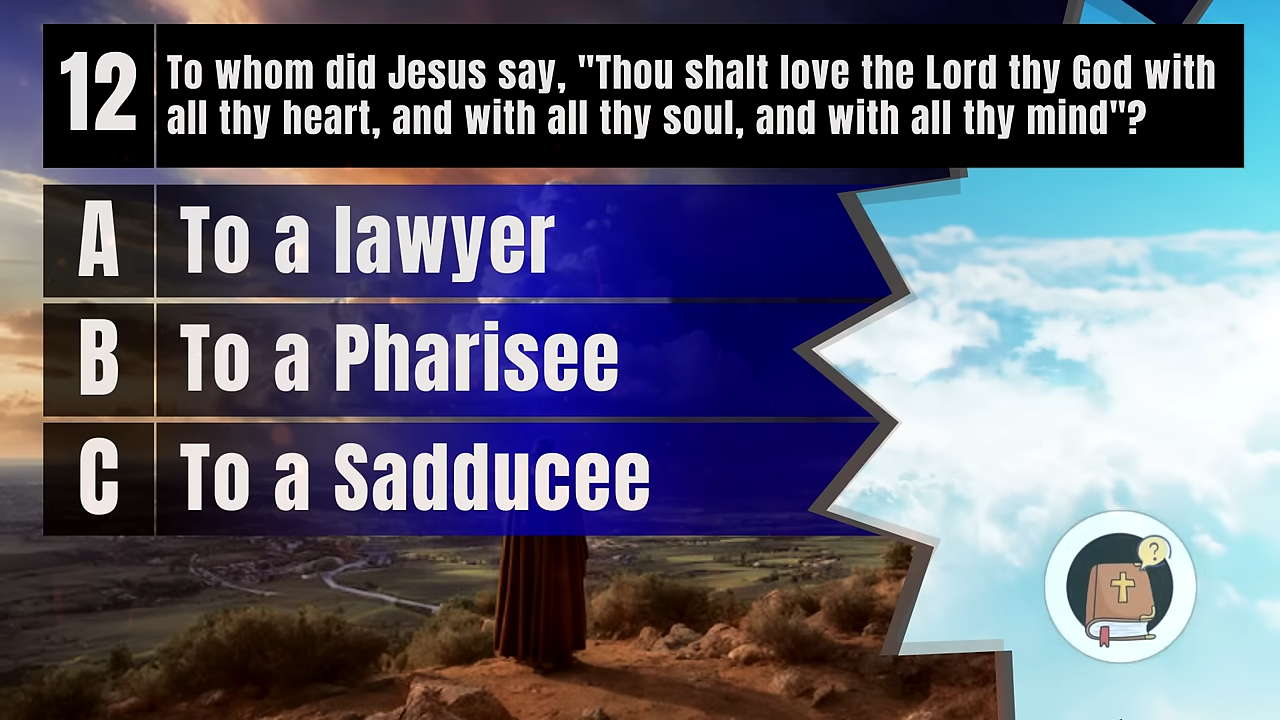 12
To whom did Jesus say, "Thou shalt love the Lord thy God with
all thy heart, and with all thy soul, and with all thy mind"?
A
To a lawyer
B
To a Pharisee
C
To a Sadducee
?